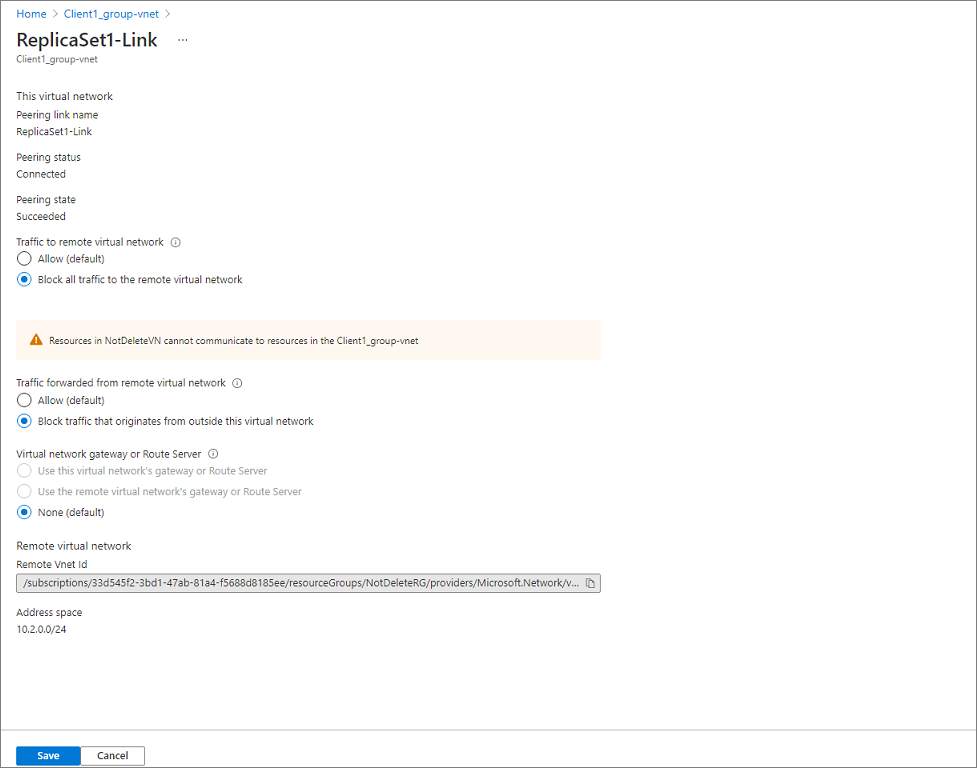 Home > Client1_group-vnet >
ReplicaSet1-Link ...
Client1_group-vnet
This virtual network
Peering link name
ReplicaSet1-Link
Peering status
Connected
Peering state
Succeeded
Traffic to remote virtual network
Allow (default)
Block all traffic to the remote virtual network
Resources in NotDeleteVN cannot communicate to resources in the Client1_group-vnet
Traffic forwarded from remote virtual network
Allow (default)
Block traffic that originates from outside this virtual network
Virtual network gateway or Route Server
Use this virtual network's gateway or Route Server
Use the remote virtual network's gateway or Route Server
None (default)
Remote virtual network
Remote Vnet Id
/subscriptions/33d545f2-3bd1-47ab-81a4-f5688d8185ee/resourceGroups/NotDeleteRG/providers/Microsoft.Network/v...
Address space
10.2.0.0/24
Save Cancel